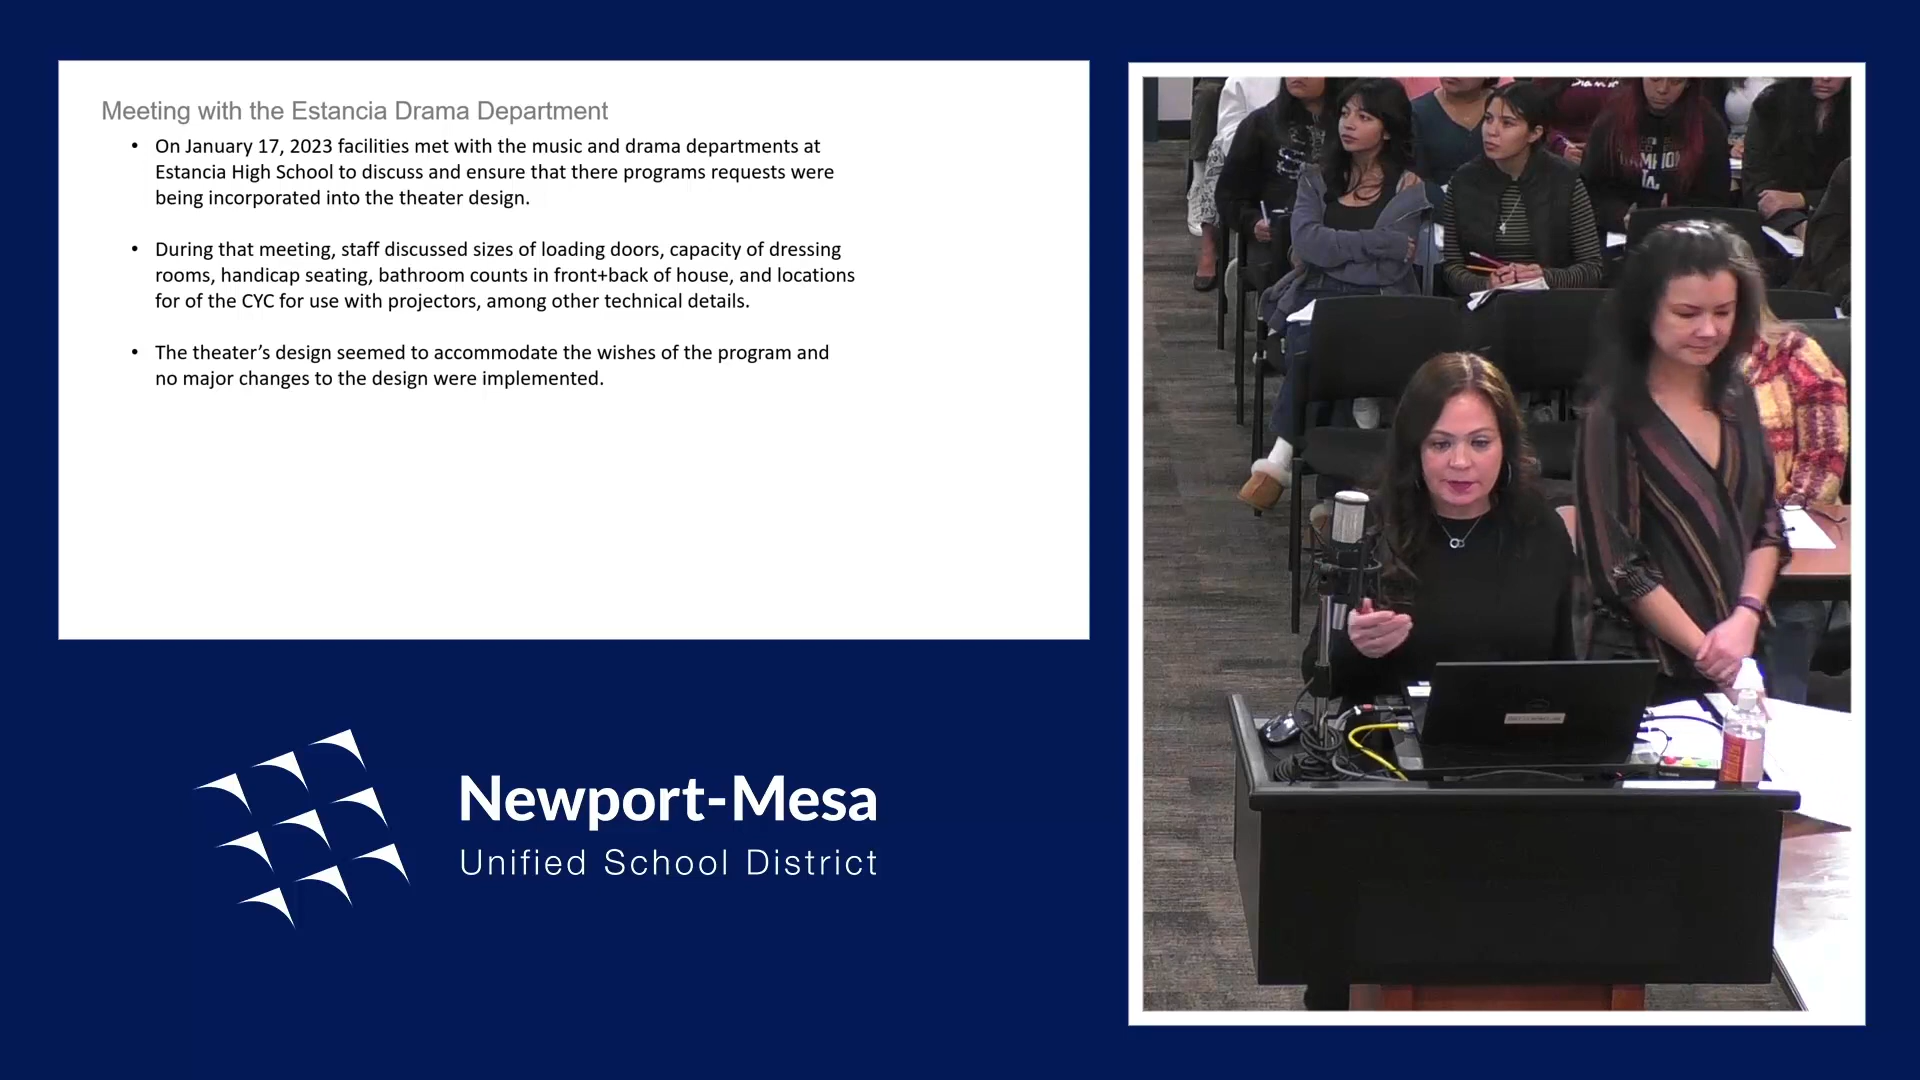 Meeting with the Estancia Drama Department
• On January 17, 2023 facilities met with the music and drama departments at
Estancia High School to discuss and ensure that there programs requests were
being incorporated into the theater design.
• During that meeting, staff discussed sizes of loading doors, capacity of dressing
rooms, handicap seating, bathroom counts in front+back of house, and locations
for of the CYC for use with projectors, among other technical details.
• The theater's design seemed to accommodate the wishes of the program and
no major changes to the design were implemented.
Newport-Mesa
Unified School District